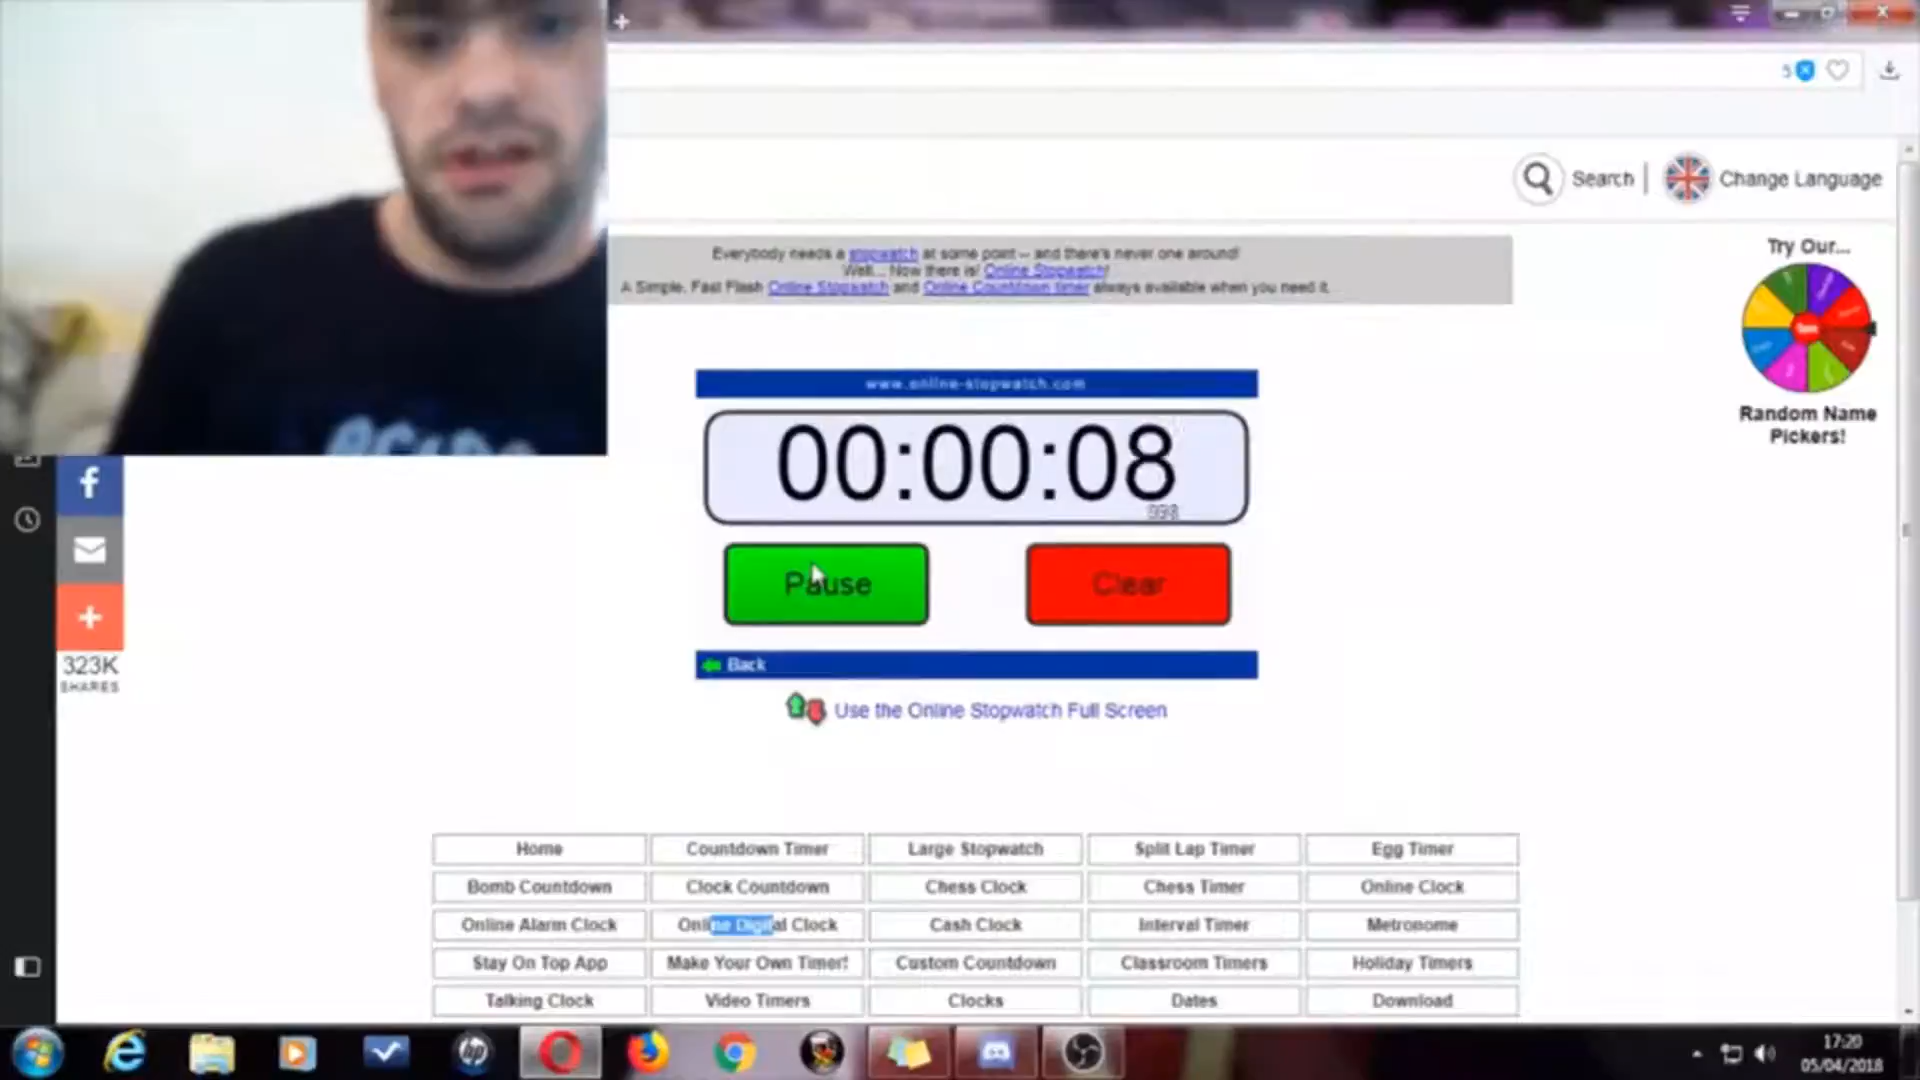 5
Search | Change Language
Everybody needs a stopwatch at some point – and there's never one around!
Well... Now there is! Online Stopwatch!
A Simple, Fast Flash Online Stopwatch and Online Countdown timer always available when you need it.
Try Our...
Random Name
Pickers!
www.online-stopwatch.com
00:00:08
Pause
Clear
Back
Use the Online Stopwatch Full Screen
323K
SHARES
Home
Countdown Timer
Large Stopwatch
Split Lap Timer
Egg Timer
Bomb Countdown
Clock Countdown
Chess Clock
Chess Timer
Online Clock
Online Alarm Clock
Online Digital Clock
Cash Clock
Interval Timer
Metronome
Stay On Top App
Make Your Own Timer!
Custom Countdown
Classroom Timers
Holiday Timers
Talking Clock
Video Timers
Clocks
Dates
Download
17:20
05/04/2018